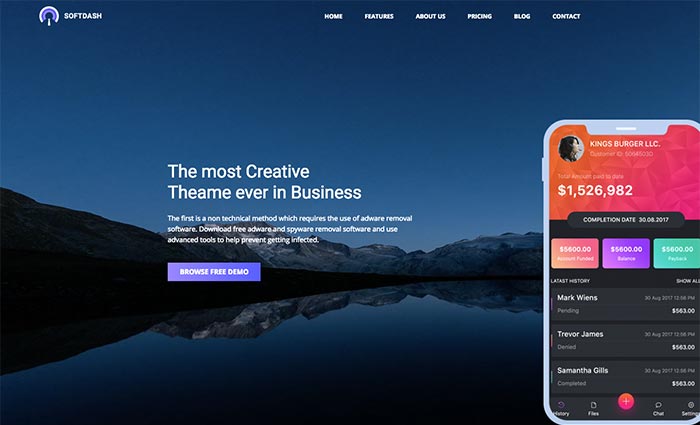 SOFTDASH
HOME FEATURES ABOUT US PRICING BLOG CONTACT
The most Creative
Theame ever in Business
The first is a non technical method which requires the use of adware removal
software. Download free adware and spyware removal software and use
advanced tools to help prevent getting infected.
BROWSE FREE DEMO
KINGS BURGER LLC.
Customer ID: 50945030
Total Amount paid to date
$1,526,982
COMPLETION DATE 30.08.2017
$5600.00 $5600.00 $5600.00
Account Funded Balance Payback
LATAST HISTORY SHOW ALL
Mark Wiens 30 Aug 2017 12:56 PM
Pending $563.00
Trevor James 30 Aug 2017 12:56 PM
Denied $563.00
Samantha Gills 30 Aug 2017 12:56 PM
Completed $563.00
History Files Chat Settings